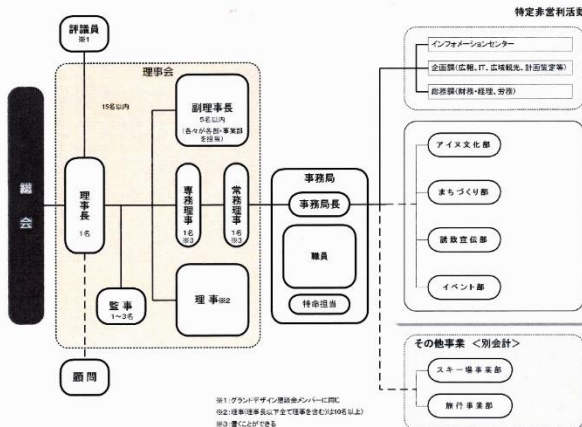 特定非営利活動
評議員
※1
理事会
15名以内
総会
理事長
1名
副理事長
5名以内
(各々が各部・事業部
を担当)
専務理事
1名
※3
常務理事
1名
※3
監事
1~3名
理事※2
顧問
事務局
事務局長
職員
特命担当
インフォメーションセンター
企画課(広報、IT、広域観光、計画策定等)
総務課(財務・経理、労務)
アイヌ文化部
まちづくり部
誘致宣伝部
イベント部
その他事業 <別会計>
スキー場事業部
旅行事業部
※1:グランドデザイン懇談会メンバーに同じ
※2:理事(理事長以下全て理事を含む)は10名以上)
※3:置くことができる